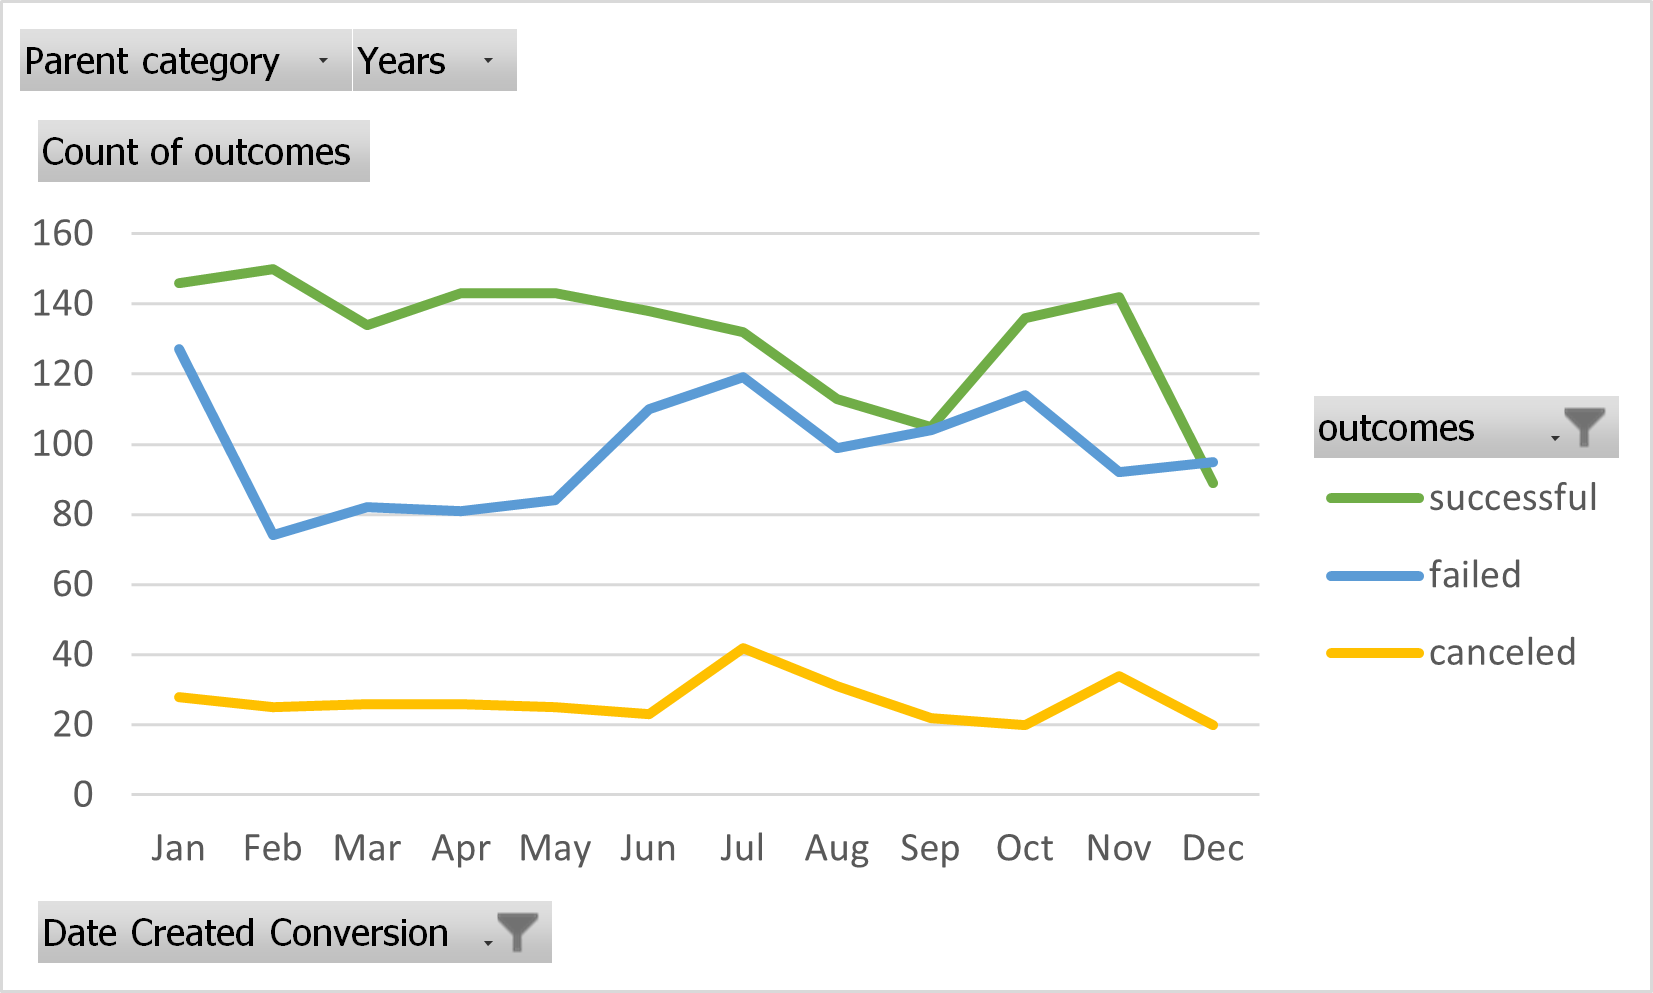 Parent category Years
Count of outcomes
160
140
120
100
80
60
40
20
0
Jan Feb Mar Apr May Jun Jul Aug Sep Oct Nov Dec
outcomes
successful
failed
canceled
Date Created Conversion